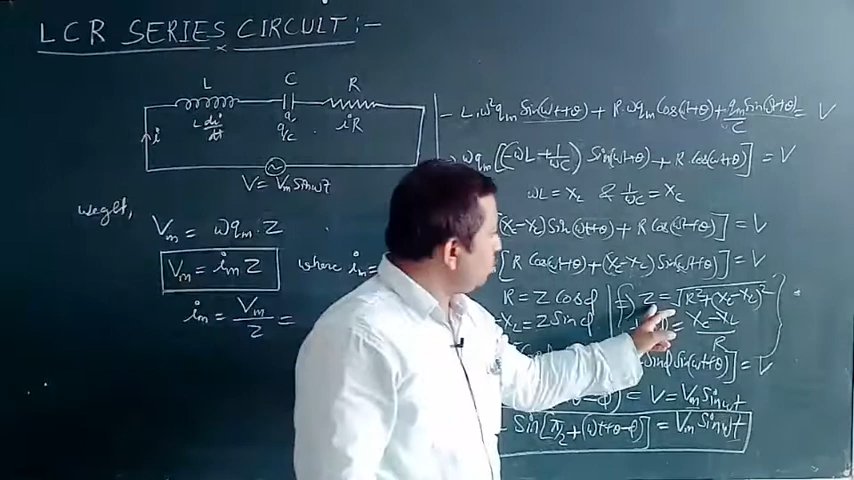 LCR SERIES CIRCULT :-
L C R
L di/dt q/C iR
i
V = Vm sinωt
We get,
Vm = ωqm . Z
Vm = im Z where im =
im = Vm/Z =
- L.ω²qm Sin(ωt+θ) + R ωqm Cos(ωt+θ) + qm Sin(ωt+θ)/C = V
ωqm [(-ωL + 1/ωC) Sin(ωt+θ) + R Cos(ωt+θ)] = V
ωL = XL & 1/ωC = Xc
Xc-XL) Sin(ωt+θ) + R Cos(ωt+θ)] = V
[R Cos(ωt+θ) + (Xc-XL) Sin(ωt+θ)] = V
R = Z Cosϕ Z = √R²+(Xc-XL)²
-XL = Z Sinϕ = Xc-XL/R
Sinϕ Sin(ωt+θ)] = V
-ϕ) = V = Vm Sinωt
Sin[π/2+(ωt+θ-ϕ)] = Vm Sinωt